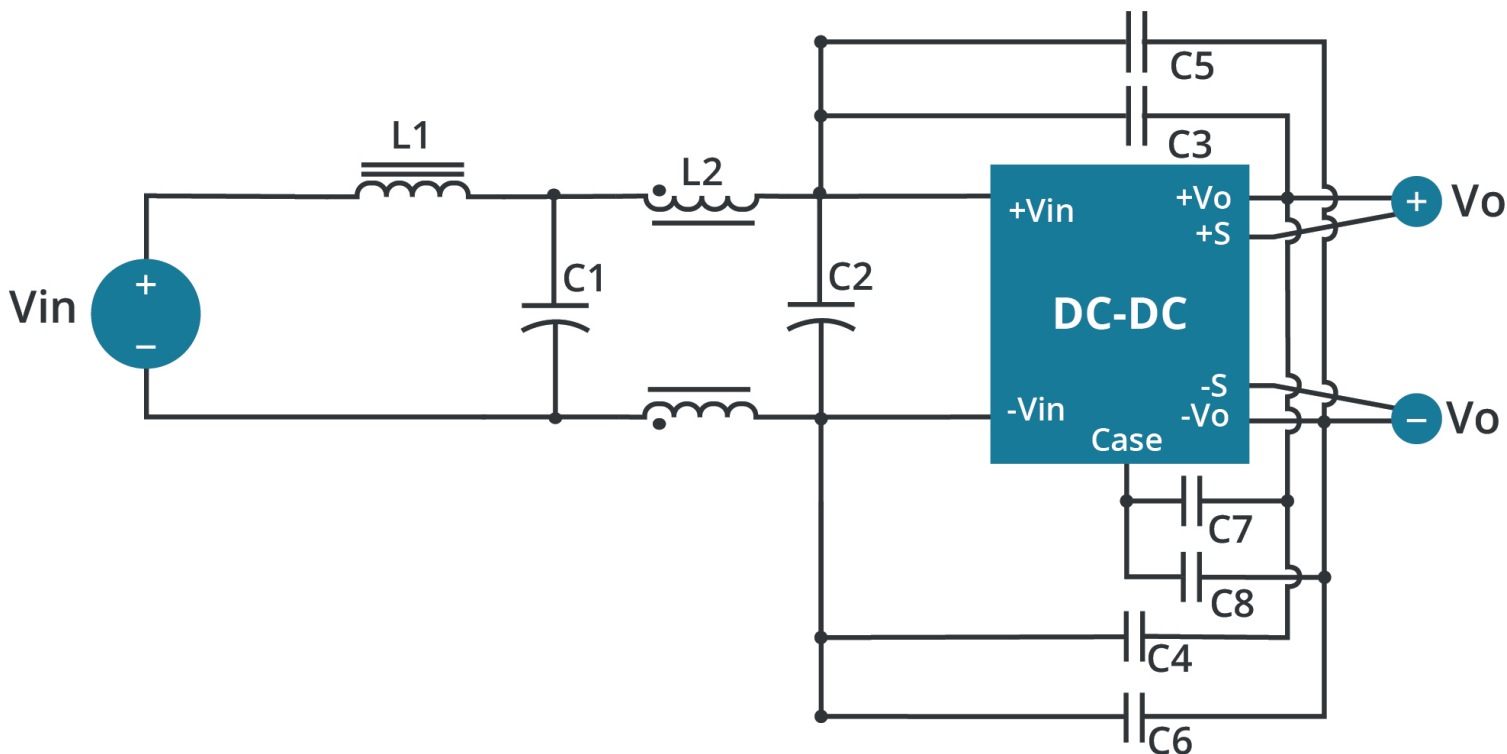 C5
C3
L1
L2
+Vin
+Vo
+S
+
Vo
Vin
+
−
C1
C2
DC-DC
-Vin
-S
-Vo
Case
−
Vo
C7
C8
C4
C6